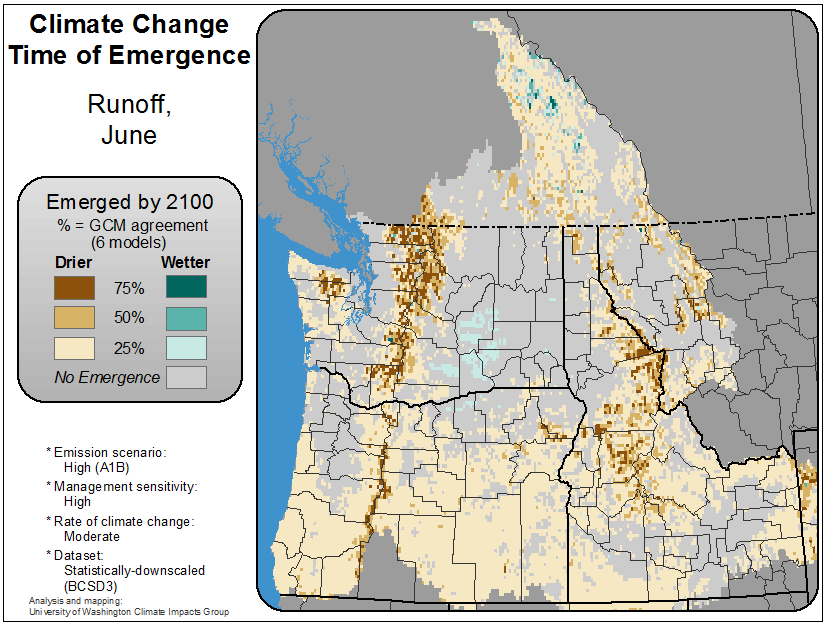 Climate Change
Time of Emergence
Runoff,
June
Emerged by 2100
% = GCM agreement
(6 models)
Drier Wetter
75%
50%
25%
No Emergence
* Emission scenario:
High (A1B)
* Management sensitivity:
High
* Rate of climate change:
Moderate
* Dataset:
Statistically-downscaled
(BCSD3)
Analysis and mapping:
University of Washington Climate Impacts Group